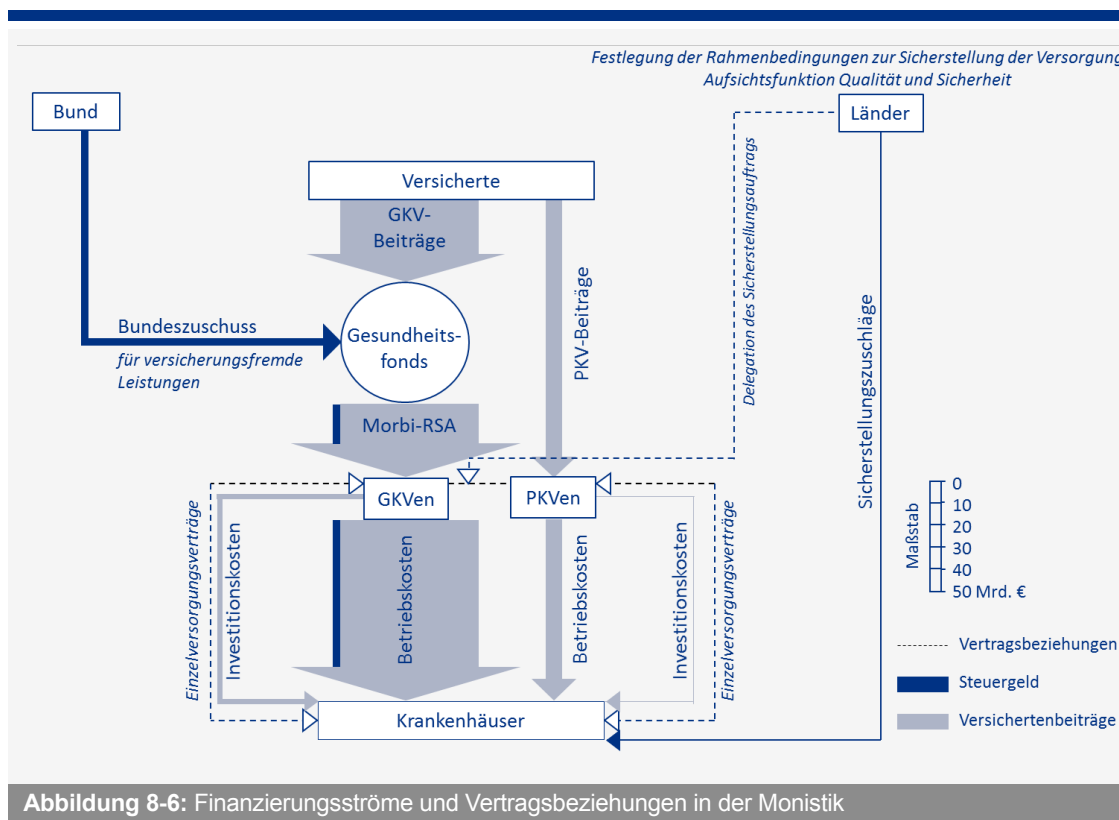 Festlegung der Rahmenbedingungen zur Sicherstellung der Versorgung
Aufsichtsfunktion Qualität und Sicherheit
Bund
Länder
Versicherte
GKV-
Beiträge
PKV-Beiträge
Delegation des Sicherstellungsauftrags
Sicherstellungszuschläge
Bundeszuschuss
für versicherungsfremde
Leistungen
Gesundheits-
fonds
Morbi-RSA
GKVen
PKVen
Einzelversorgungsverträge
Investitionskosten
Betriebskosten
Betriebskosten
Investitionskosten
Einzelversorgungsverträge
Krankenhäuser
Maßstab
0
10
20
30
40
50 Mrd. €
Vertragsbeziehungen
Steuergeld
Versichertenbeiträge
Abbildung 8-6: Finanzierungsströme und Vertragsbeziehungen in der Monistik